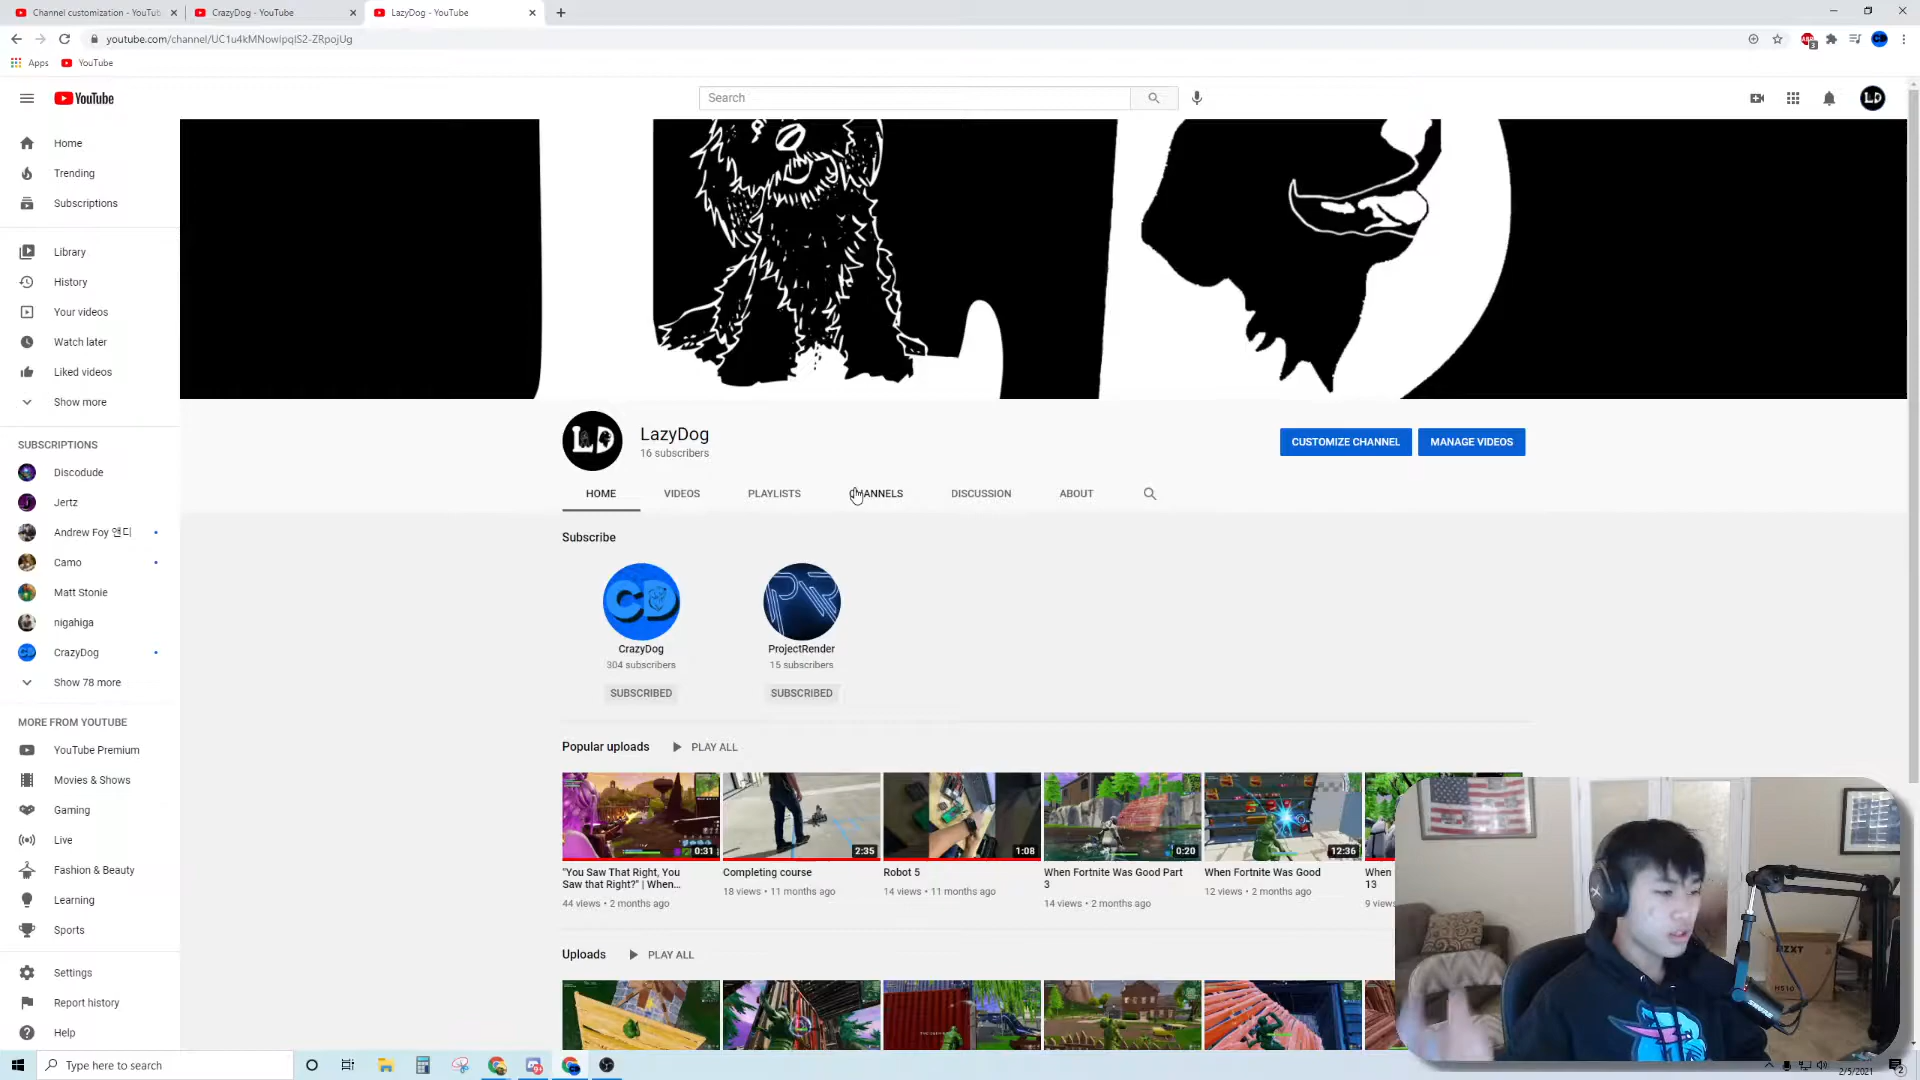 Channel customization - YouTub
CrazyDog - YouTube
LazyDog - YouTube
youtube.com/channel/UC1u4kMNowIpqIS2-ZRpojUg
Apps
YouTube
YouTube
Search
LD
Home
Trending
Subscriptions
Library
History
Your videos
Watch later
Liked videos
Show more
SUBSCRIPTIONS
Discodude
Jertz
Andrew Foy 앤디
Camo
Matt Stonie
nigahiga
CrazyDog
Show 78 more
MORE FROM YOUTUBE
YouTube Premium
Movies & Shows
Gaming
Live
Fashion & Beauty
Learning
Sports
Settings
Report history
Help
LD
LazyDog
16 subscribers
CUSTOMIZE CHANNEL
MANAGE VIDEOS
HOME
VIDEOS
PLAYLISTS
CHANNELS
DISCUSSION
ABOUT
Subscribe
CD
PR
CrazyDog
304 subscribers
SUBSCRIBED
ProjectRender
15 subscribers
SUBSCRIBED
Popular uploads
PLAY ALL
0:31
"You Saw That Right, You
Saw that Right?" | When...
44 views • 2 months ago
2:35
Completing course
18 views • 11 months ago
1:08
Robot 5
14 views • 11 months ago
0:20
When Fortnite Was Good Part
3
14 views • 2 months ago
12:36
When Fortnite Was Good
12 views • 2 months ago
When
13
9 views
Uploads
PLAY ALL
NZXT
H510
Type here to search
2/5/2021